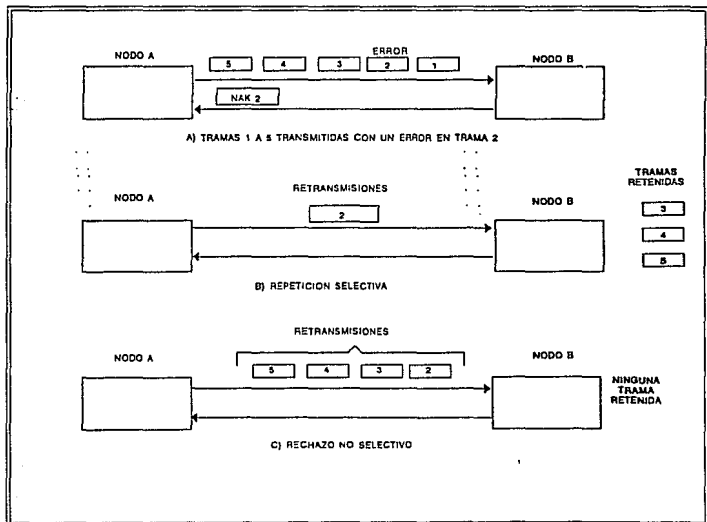 ERROR
NODO A
5 4 3 2 1
NODO B
NAK 2
A) TRAMAS 1 A 5 TRANSMITIDAS CON UN ERROR EN TRAMA 2
TRAMAS
RETENIDAS
NODO A
RETRANSMISIONES
NODO B
2
3
4
5
B) REPETICION SELECTIVA
RETRANSMISIONES
NODO A
NODO B
5 4 3 2
NINGUNA
TRAMA
RETENIDA
C) RECHAZO NO SELECTIVO